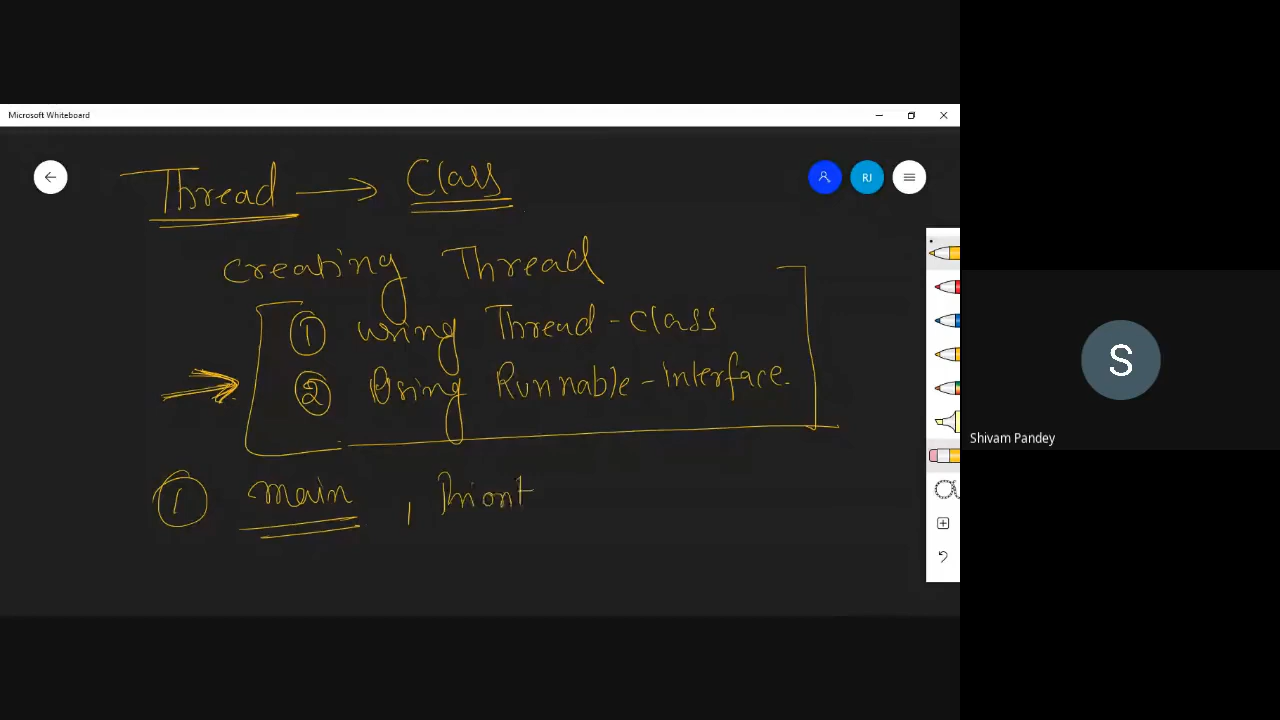 Microsoft Whiteboard
Thread → Class
RJ
creating Thread
① using Thread-class
② Using Runnable-Interface.
① main , Priorit
S
Shivam Pandey